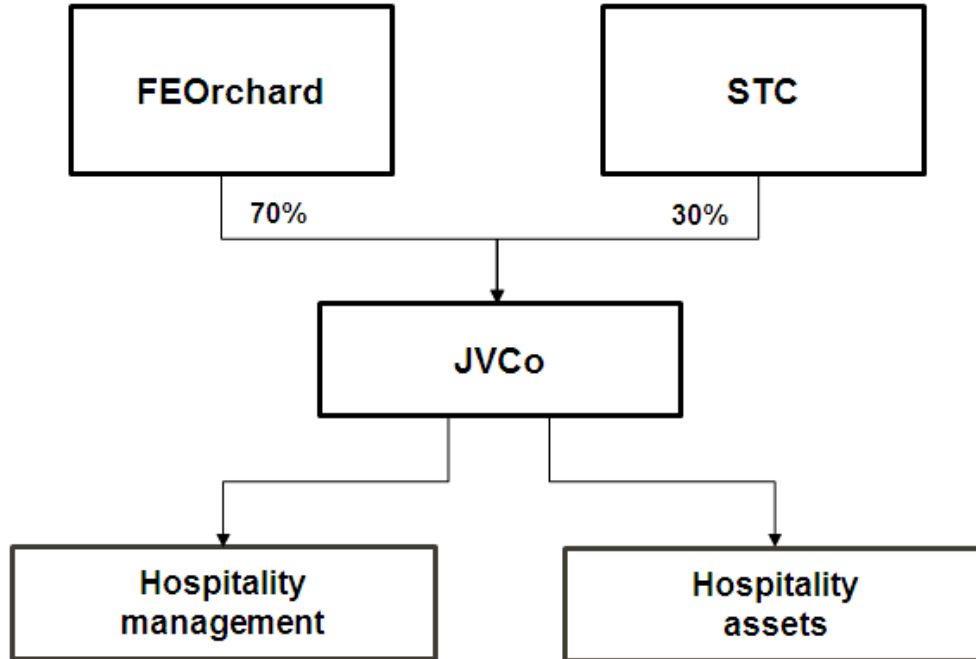 FEOrchard
STC
70%
30%
JVCo
Hospitality
management
Hospitality
assets